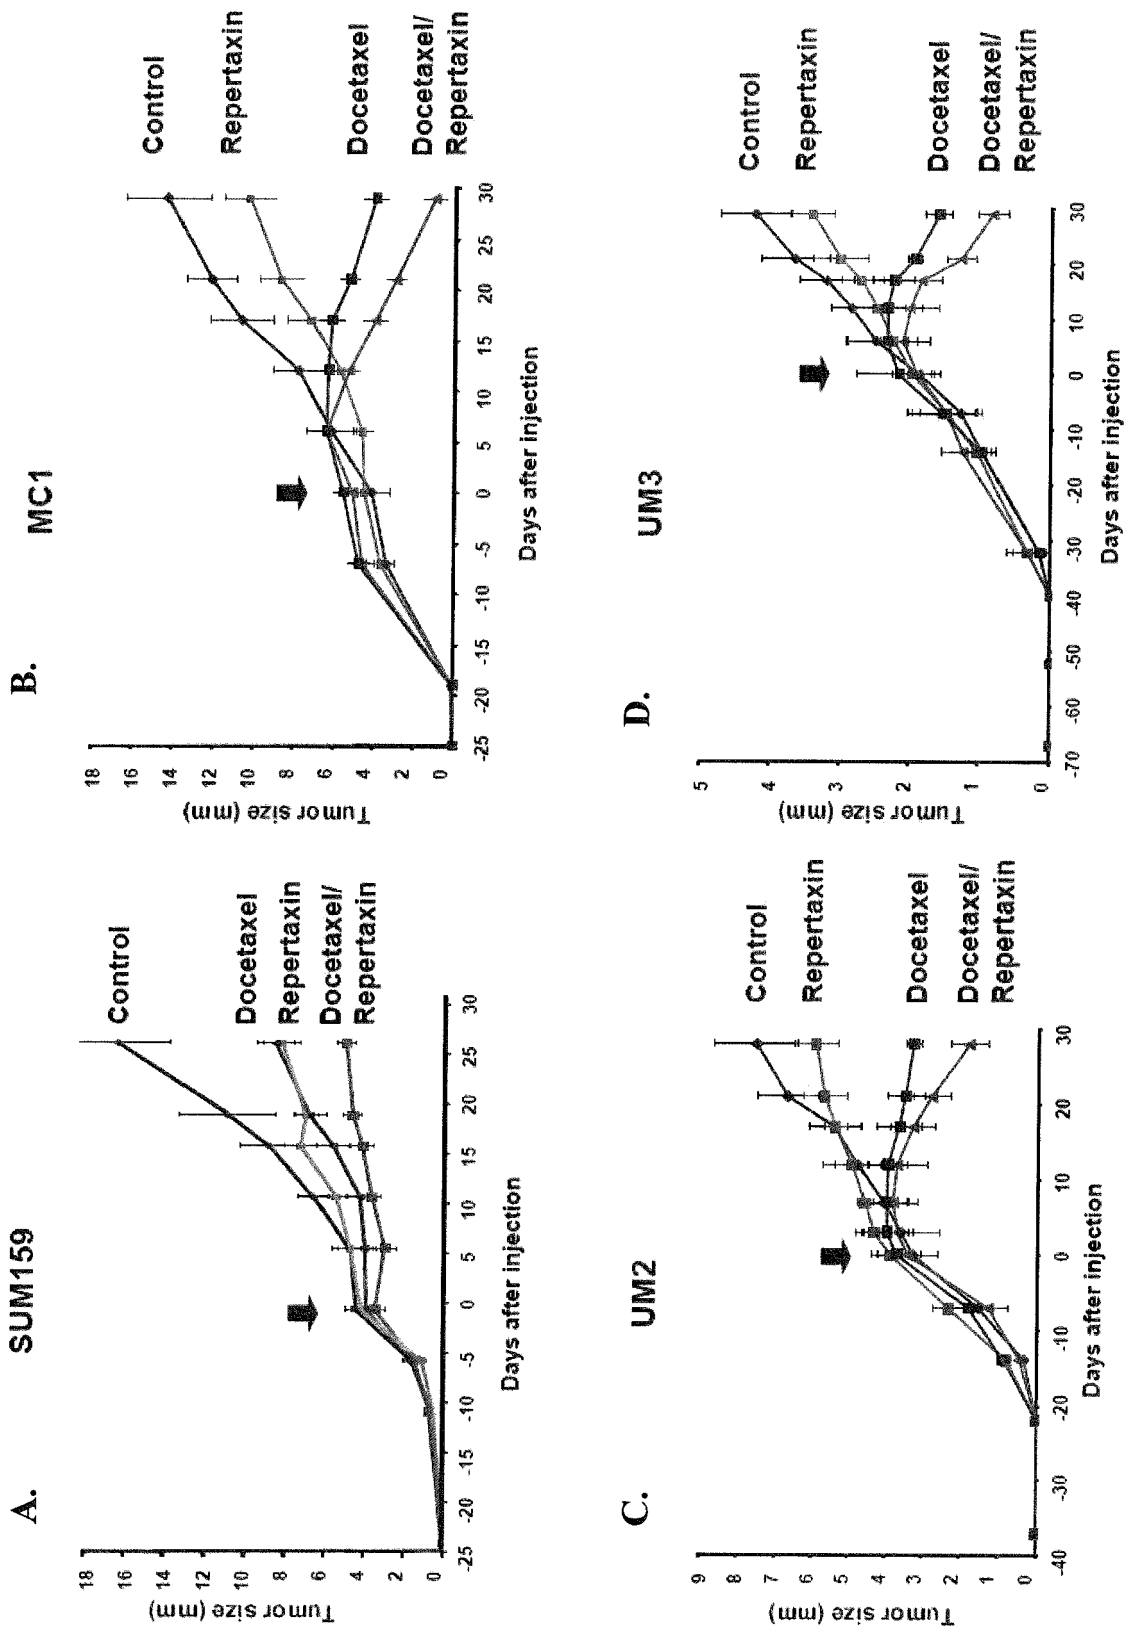 A.
SUM159
Tumor size (mm)
18
16
14
12
10
8
6
4
2
0
-25
-20
-15
-10
-5
0
5
10
15
20
25
30
Days after injection
Control
Docetaxel
Repertaxin
Docetaxel/
Repertaxin
B.
MC1
Tumor size (mm)
18
16
14
12
10
8
6
4
2
0
-25
-20
-15
-10
-5
0
5
10
15
20
25
30
Days after injection
Control
Repertaxin
Docetaxel
Docetaxel/
Repertaxin
C.
UM2
Tumor size (mm)
9
8
7
6
5
4
3
2
1
0
-40
-30
-20
-10
0
10
20
30
Days after injection
Control
Repertaxin
Docetaxel
Docetaxel/
Repertaxin
D.
UM3
Tumor size (mm)
5
4
3
2
1
0
-70
-60
-50
-40
-30
-20
-10
0
10
20
30
Days after injection
Control
Repertaxin
Docetaxel
Docetaxel/
Repertaxin